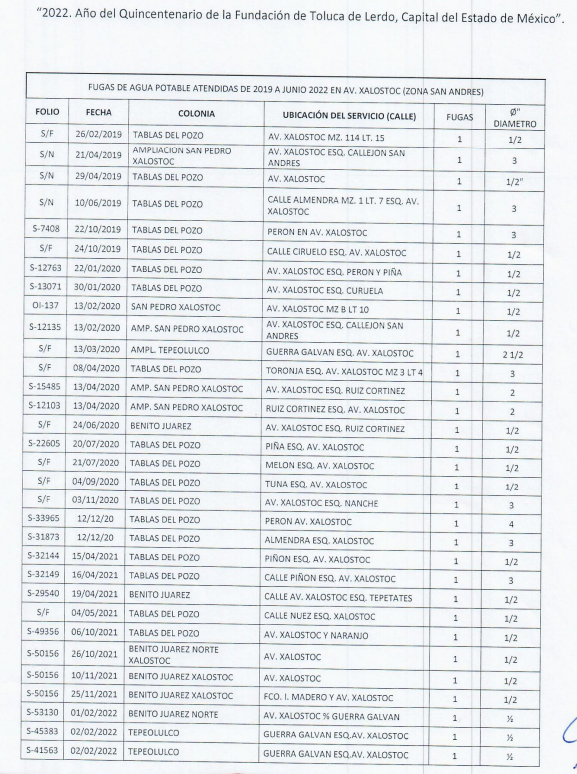 “2022. Año del Quincentenario de la Fundación de Toluca de Lerdo, Capital del Estado de México”.
FUGAS DE AGUA POTABLE ATENDIDAS DE 2019 A JUNIO 2022 EN AV. XALOSTOC (ZONA SAN ANDRES)
FOLIO FECHA COLONIA UBICACIÓN DEL SERVICIO (CALLE) FUGAS Ø" DIAMETRO
S/F 26/02/2019 TABLAS DEL POZO AV. XALOSTOC MZ. 114 LT. 15 1 1/2
S/N 21/04/2019 AMPLIACION SAN PEDRO XALOSTOC AV. XALOSTOC ESQ. CALLEJON SAN ANDRES 1 3
S/N 29/04/2019 TABLAS DEL POZO AV. XALOSTOC 1 1/2"
S/N 10/06/2019 TABLAS DEL POZO CALLE ALMENDRA MZ. 1 LT. 7 ESQ. AV. XALOSTOC 1 3
S-7408 22/10/2019 TABLAS DEL POZO PERON EN AV. XALOSTOC 1 3
S/F 24/10/2019 TABLAS DEL POZO CALLE CIRUELO ESQ. AV. XALOSTOC 1 1/2
S-12763 22/01/2020 TABLAS DEL POZO AV. XALOSTOC ESQ. PERON Y PIÑA 1 1/2
S-13071 30/01/2020 TABLAS DEL POZO AV. XALOSTOC ESQ. CURUELA 1 1/2
OI-137 13/02/2020 SAN PEDRO XALOSTOC AV. XALOSTOC MZ B LT 10 1 1/2
S-12135 13/02/2020 AMP. SAN PEDRO XALOSTOC AV. XALOSTOC ESQ. CALLEJON SAN ANDRES 1 1/2
S/F 13/03/2020 AMPL. TEPEOLULCO GUERRA GALVAN ESQ. AV. XALOSTOC 1 2 1/2
S/F 08/04/2020 TABLAS DEL POZO TORONJA ESQ. AV. XALOSTOC MZ 3 LT 4 1 3
S-15485 13/04/2020 AMP. SAN PEDRO XALOSTOC AV. XALOSTOC ESQ. RUIZ CORTINEZ 1 2
S-12103 13/04/2020 AMP. SAN PEDRO XALOSTOC RUIZ CORTINEZ ESQ. AV. XALOSTOC 1 2
S/F 24/06/2020 BENITO JUAREZ AV. XALOSTOC ESQ. RUIZ CORTINEZ 1 1/2
S-22605 20/07/2020 TABLAS DEL POZO PIÑA ESQ. AV. XALOSTOC 1 1/2
S/F 21/07/2020 TABLAS DEL POZO MELON ESQ. AV. XALOSTOC 1 1/2
S/F 04/09/2020 TABLAS DEL POZO TUNA ESQ. AV. XALOSTOC 1 1/2
S/F 03/11/2020 TABLAS DEL POZO AV. XALOSTOC ESQ. NANCHE 1 3
S-33965 12/12/20 TABLAS DEL POZO PERON AV. XALOSTOC 1 4
S-31873 12/12/20 TABLAS DEL POZO ALMENDRA ESQ. AV. XALOSTOC 1 3
S-32144 15/04/2021 TABLAS DEL POZO PIÑON ESQ. AV. XALOSTOC 1 1/2
S-32149 16/04/2021 TABLAS DEL POZO CALLE PIÑON ESQ. AV. XALOSTOC 1 3
S-29540 19/04/2021 BENITO JUAREZ CALLE AV. XALOSTOC ESQ. TEPETATES 1 1/2
S/F 04/05/2021 TABLAS DEL POZO CALLE NUEZ ESQ. XALOSTOC 1 1/2
S-49356 06/10/2021 TABLAS DEL POZO AV. XALOSTOC Y NARANJO 1 1/2
S-50156 26/10/2021 BENITO JUAREZ NORTE XALOSTOC AV. XALOSTOC 1 1/2
S-50156 10/11/2021 BENITO JUAREZ XALOSTOC AV. XALOSTOC 1 1/2
S-50156 25/11/2021 BENITO JUAREZ XALOSTOC FCO. I. MADERO Y AV. XALOSTOC 1 1/2
S-53130 01/02/2022 BENITO JUAREZ NORTE AV. XALOSTOC % GUERRA GALVAN 1 ½
S-45383 02/02/2022 TEPEOLULCO GUERRA GALVAN ESQ.AV. XALOSTOC 1 ½
S-41563 02/02/2022 TEPEOLULCO GUERRA GALVAN ESQ.AV. XALOSTOC 1 ½